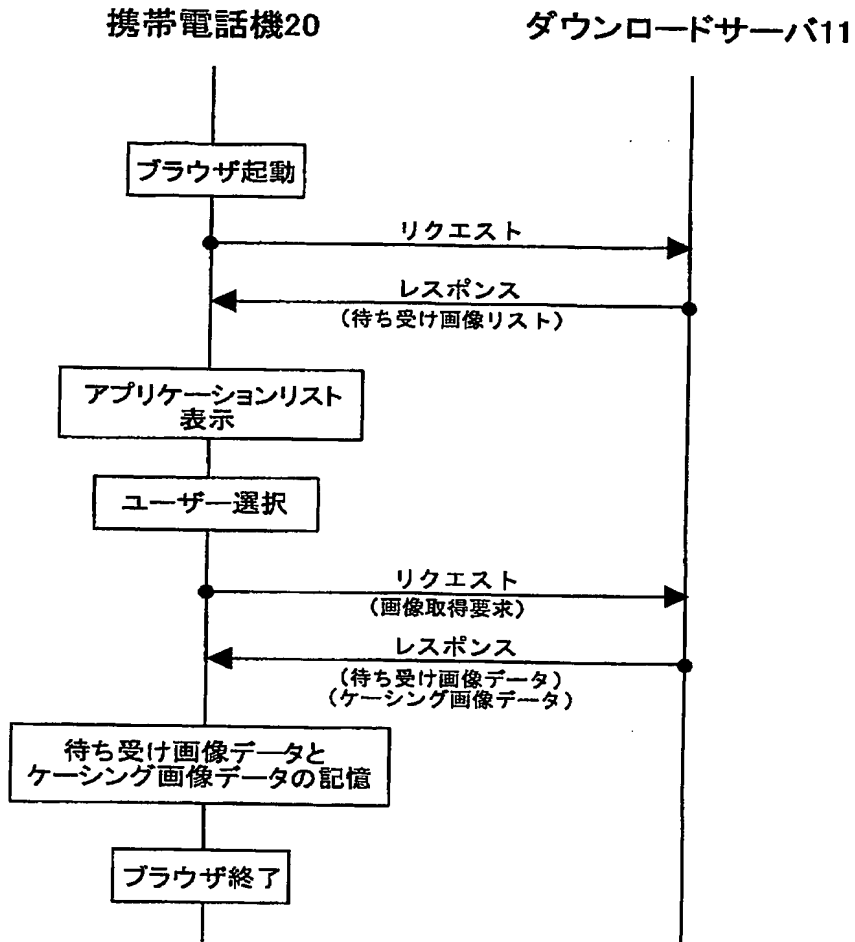 携帯電話機20
ダウンロードサーバ11
ブラウザ起動
リクエスト
レスポンス
(待ち受け画像リスト)
アプリケーションリスト
表示
ユーザー選択
リクエスト
(画像取得要求)
レスポンス
(待ち受け画像データ)
(ケーシング画像データ)
待ち受け画像データと
ケーシング画像データの記憶
ブラウザ終了